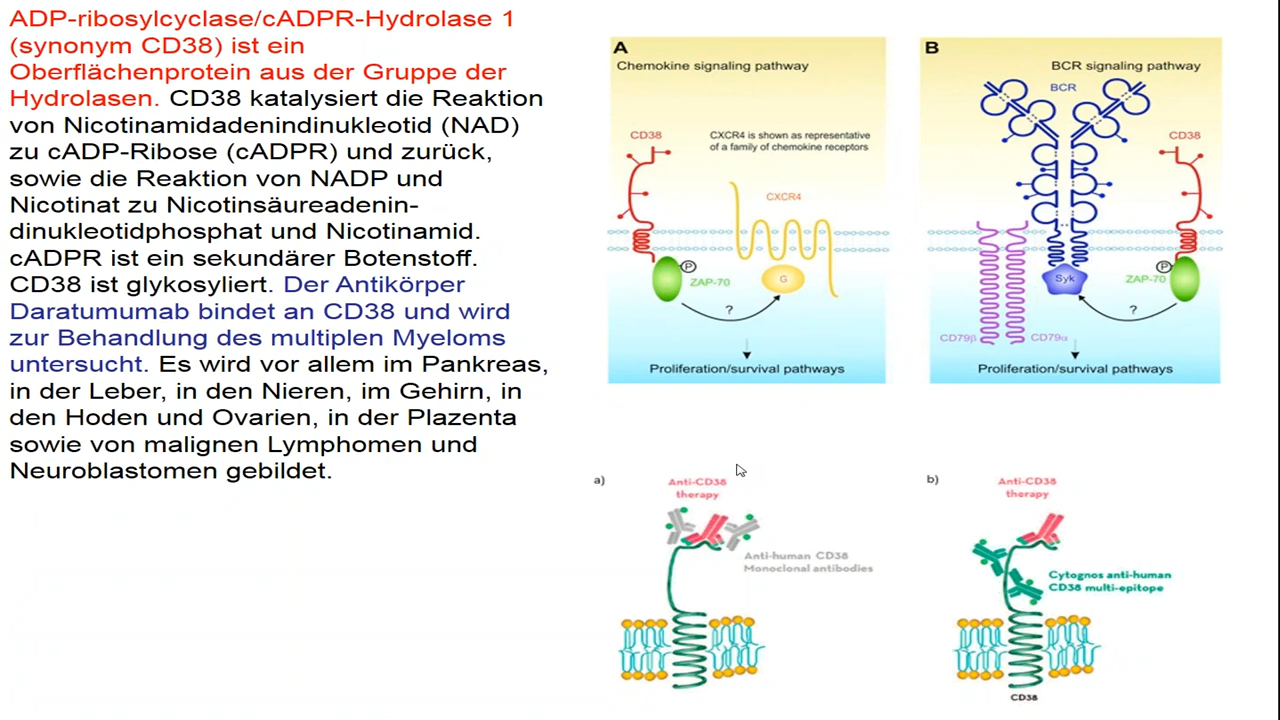 ADP-ribosylcyclase/cADPR-Hydrolase 1
(synonym CD38) ist ein
Oberflächenprotein aus der Gruppe der
Hydrolasen. CD38 katalysiert die Reaktion
von Nicotinamidadenindinukleotid (NAD)
zu cADP-Ribose (cADPR) und zurück,
sowie die Reaktion von NADP und
Nicotinat zu Nicotinsäureadenin-
dinukleotidphosphat und Nicotinamid.
cADPR ist ein sekundärer Botenstoff.
CD38 ist glykosyliert. Der Antikörper
Daratumumab bindet an CD38 und wird
zur Behandlung des multiplen Myeloms
untersucht. Es wird vor allem im Pankreas,
in der Leber, in den Nieren, im Gehirn, in
den Hoden und Ovarien, in der Plazenta
sowie von malignen Lymphomen und
Neuroblastomen gebildet.
A
Chemokine signaling pathway
CD38
CXCR4 is shown as representative
of a family of chemokine receptors
CXCR4
P
ZAP-70
G
?
Proliferation/survival pathways
B
BCR signaling pathway
BCR
CD38
Syk
P
ZAP-70
?
CD79β
CD79α
Proliferation/survival pathways
a)
Anti-CD38
therapy
Anti-human CD38
Monoclonal antibodies
b)
Anti-CD38
therapy
Cytognos anti-human
CD38 multi-epitope
CD38